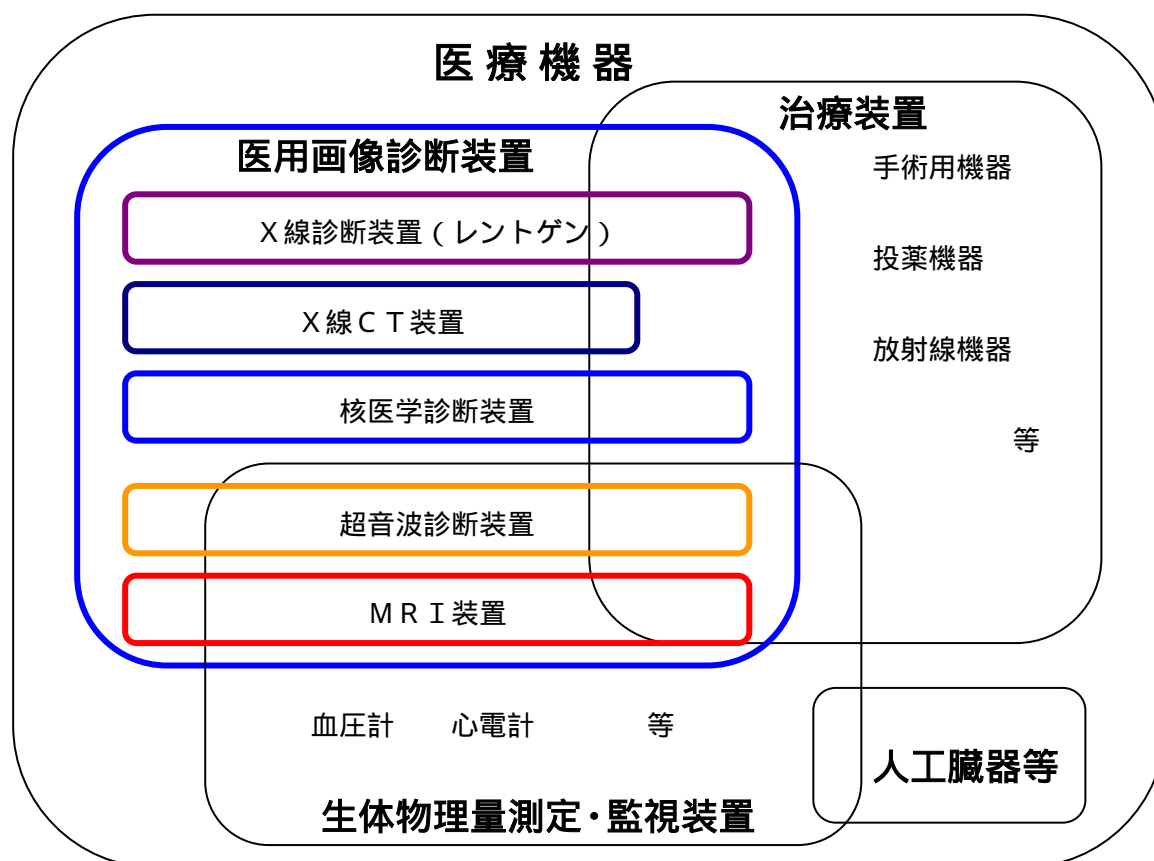 医療機器
治療装置
医用画像診断装置
手術用機器
X線診断装置（レントゲン）
投薬機器
X線ＣＴ装置
放射線機器
核医学診断装置
等
超音波診断装置
ＭＲＩ装置
血圧計 心電計 等
人工臓器等
生体物理量測定・監視装置